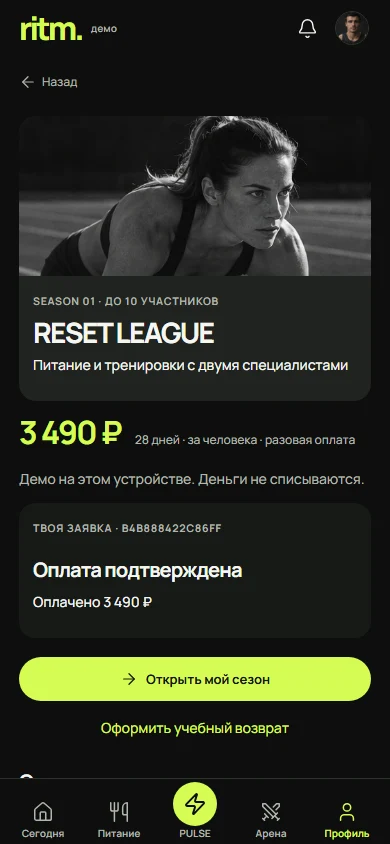 ritm. демо
Назад
SEASON 01 · ДО 10 УЧАСТНИКОВ
RESET LEAGUE
Питание и тренировки с двумя специалистами
3 490 ₽ 28 дней · за человека · разовая оплата
Демо на этом устройстве. Деньги не списываются.
ТВОЯ ЗАЯВКА · B4B888422C86FF
Оплата подтверждена
Оплачено 3 490 ₽
Открыть мой сезон
Оформить учебный возврат
Сегодня Питание PULSE Арена Профиль